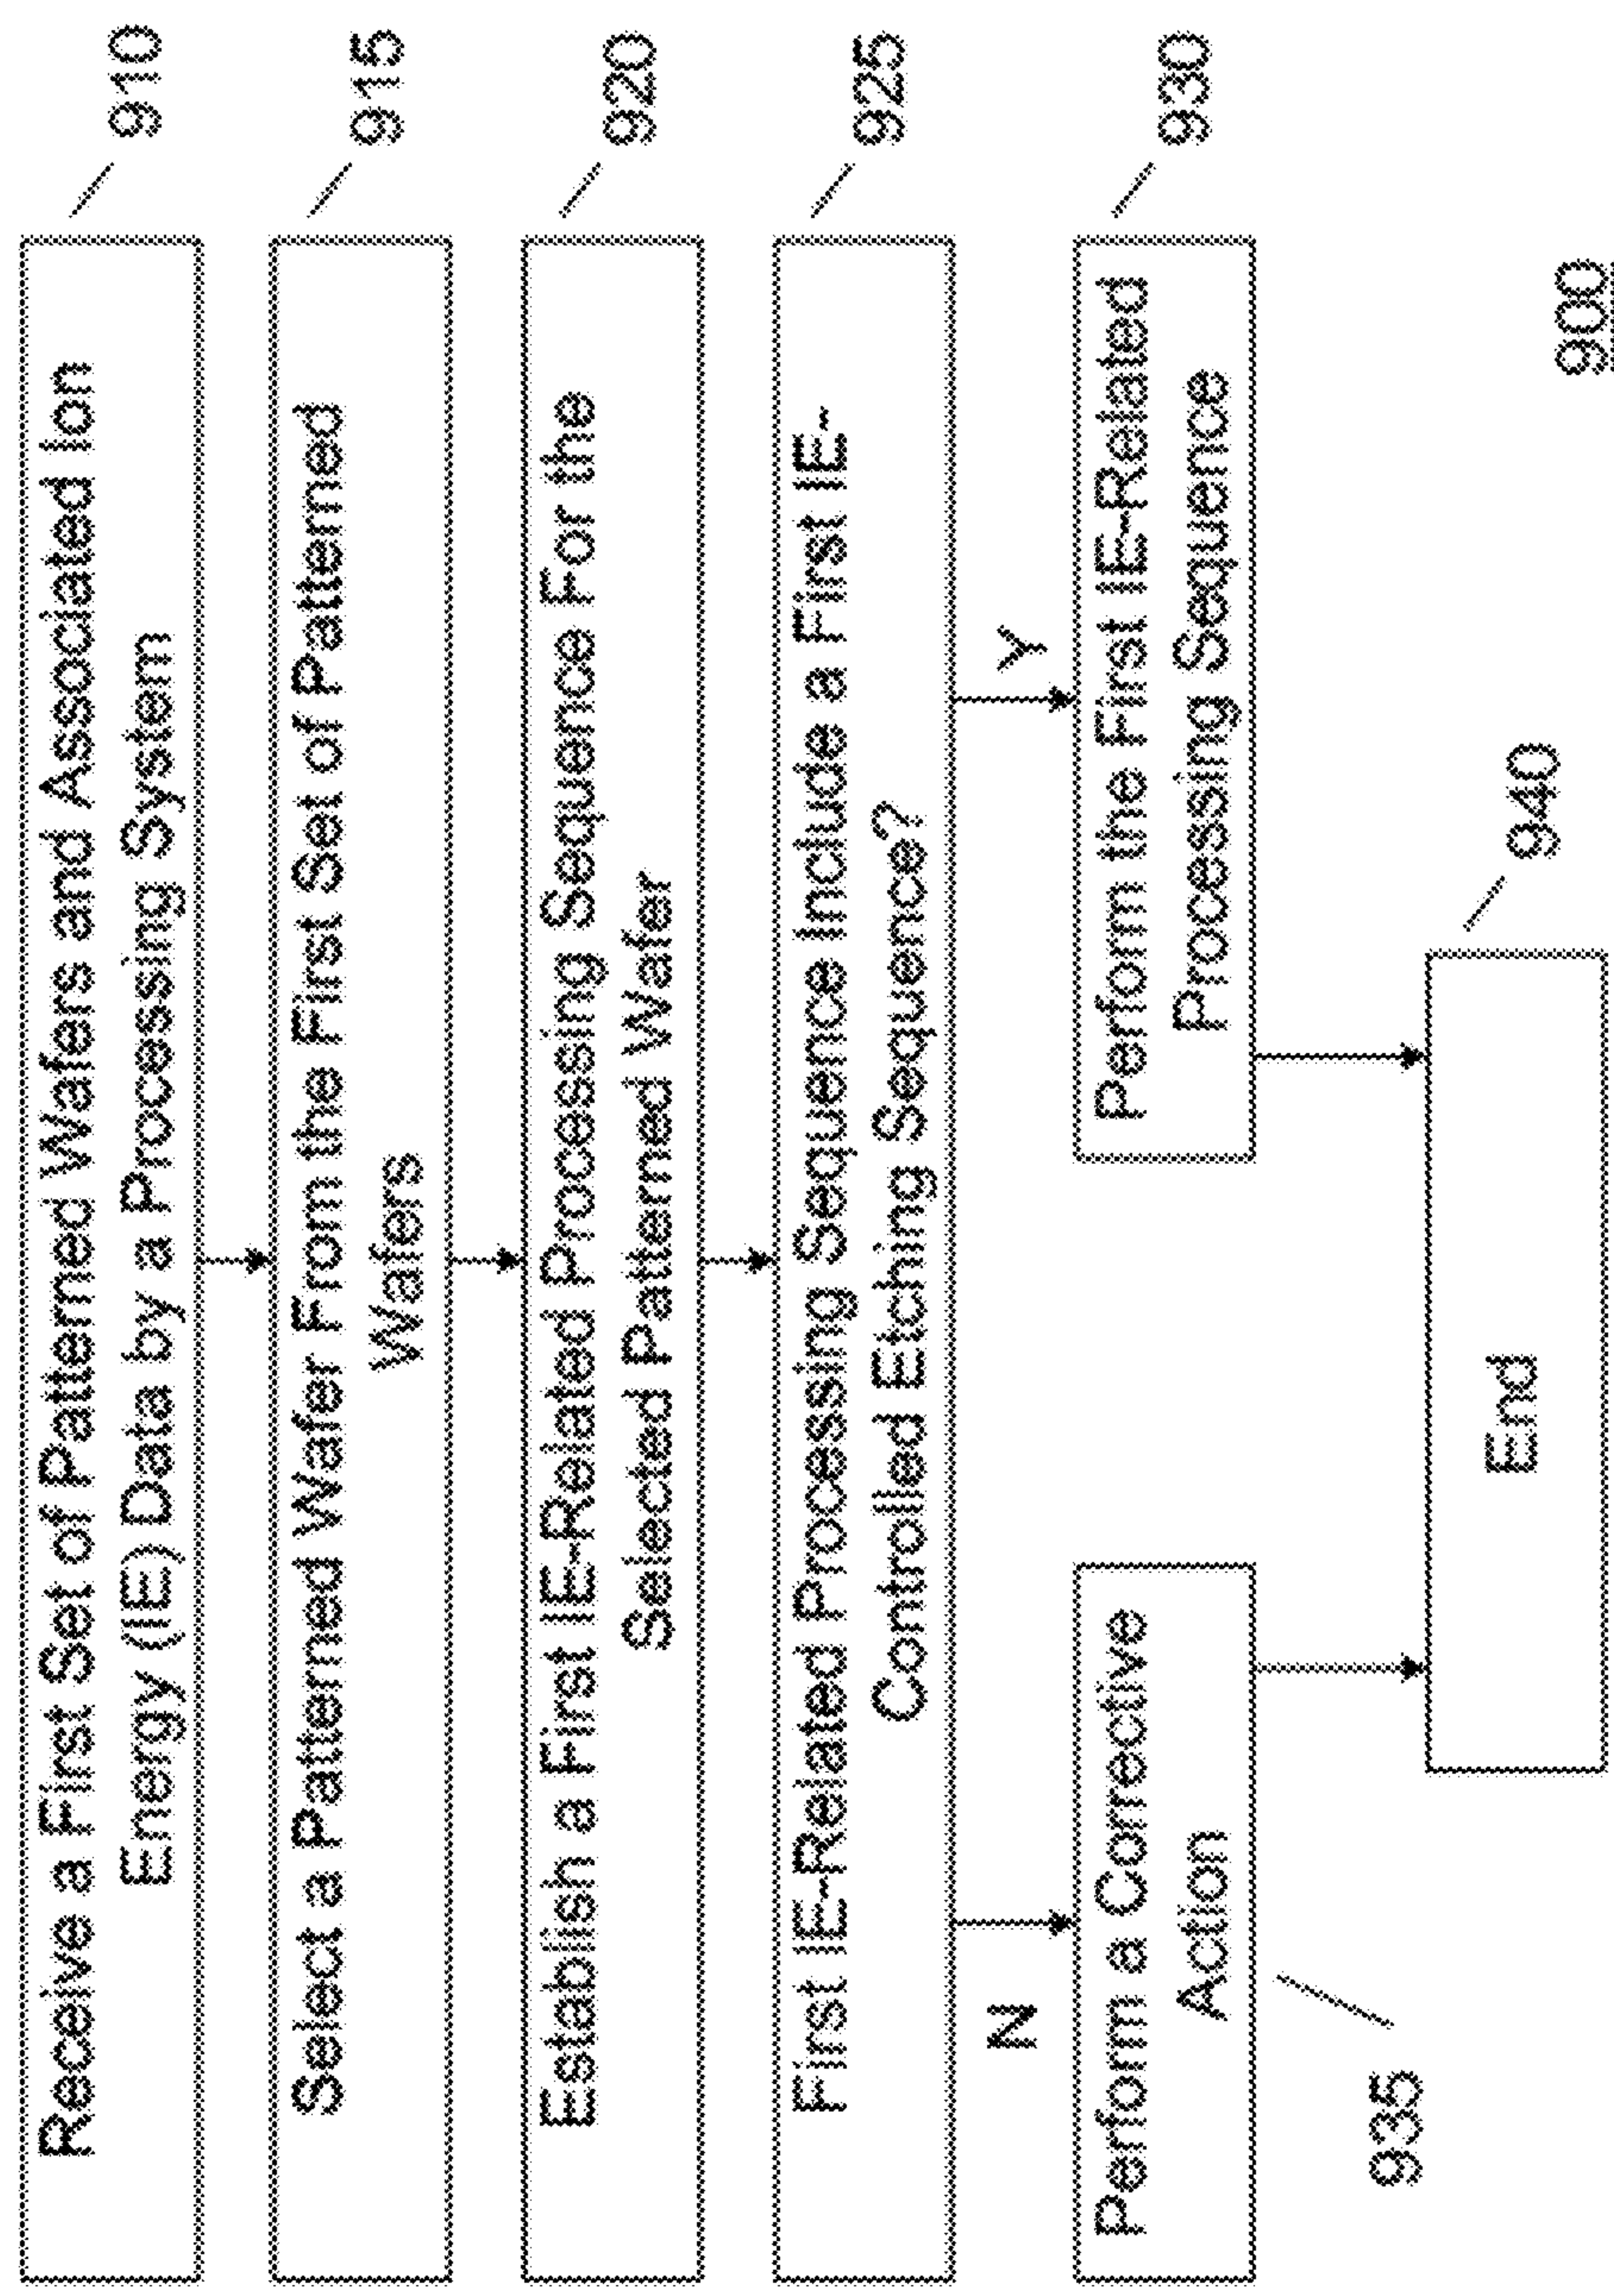 Receive a First Set of Patterned Wafers and Associated Ion
Energy (IE) Data by a Processing System
910
Select a Patterned Wafer From the First Set of Patterned
Wafers
915
Establish a First IE-Related Processing Sequence For the
Selected Patterned Wafer
920
First IE-Related Processing Sequence Include a First IE-
Controlled Etching Sequence?
925
N
Y
Perform a Corrective
Action
935
Perform the First IE-Related
Processing Sequence
930
End
940
900